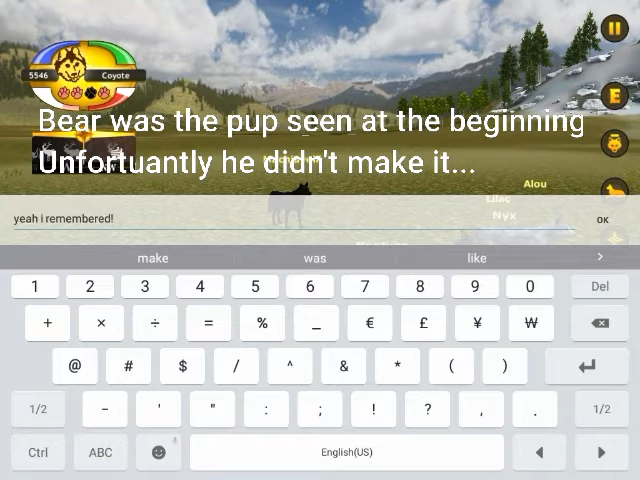 5546 Coyote
E
Bear was the pup seen at the beginning
Unfortuantly he didn't make it...
Alou
Lilac
Nyx
yeah i remembered! OK
make was like >
1 2 3 4 5 6 7 8 9 0 Del
+ × ÷ = % _ € £ ¥ ₩
@ # $ / ^ & * ( )
1/2 - ' " : ; ! ? , . 1/2
Ctrl ABC English(US)